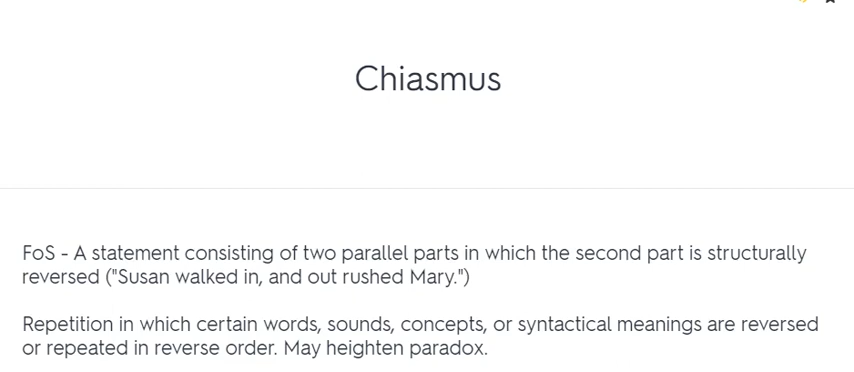 Chiasmus
FoS - A statement consisting of two parallel parts in which the second part is structurally
reversed ("Susan walked in, and out rushed Mary.")
Repetition in which certain words, sounds, concepts, or syntactical meanings are reversed
or repeated in reverse order. May heighten paradox.